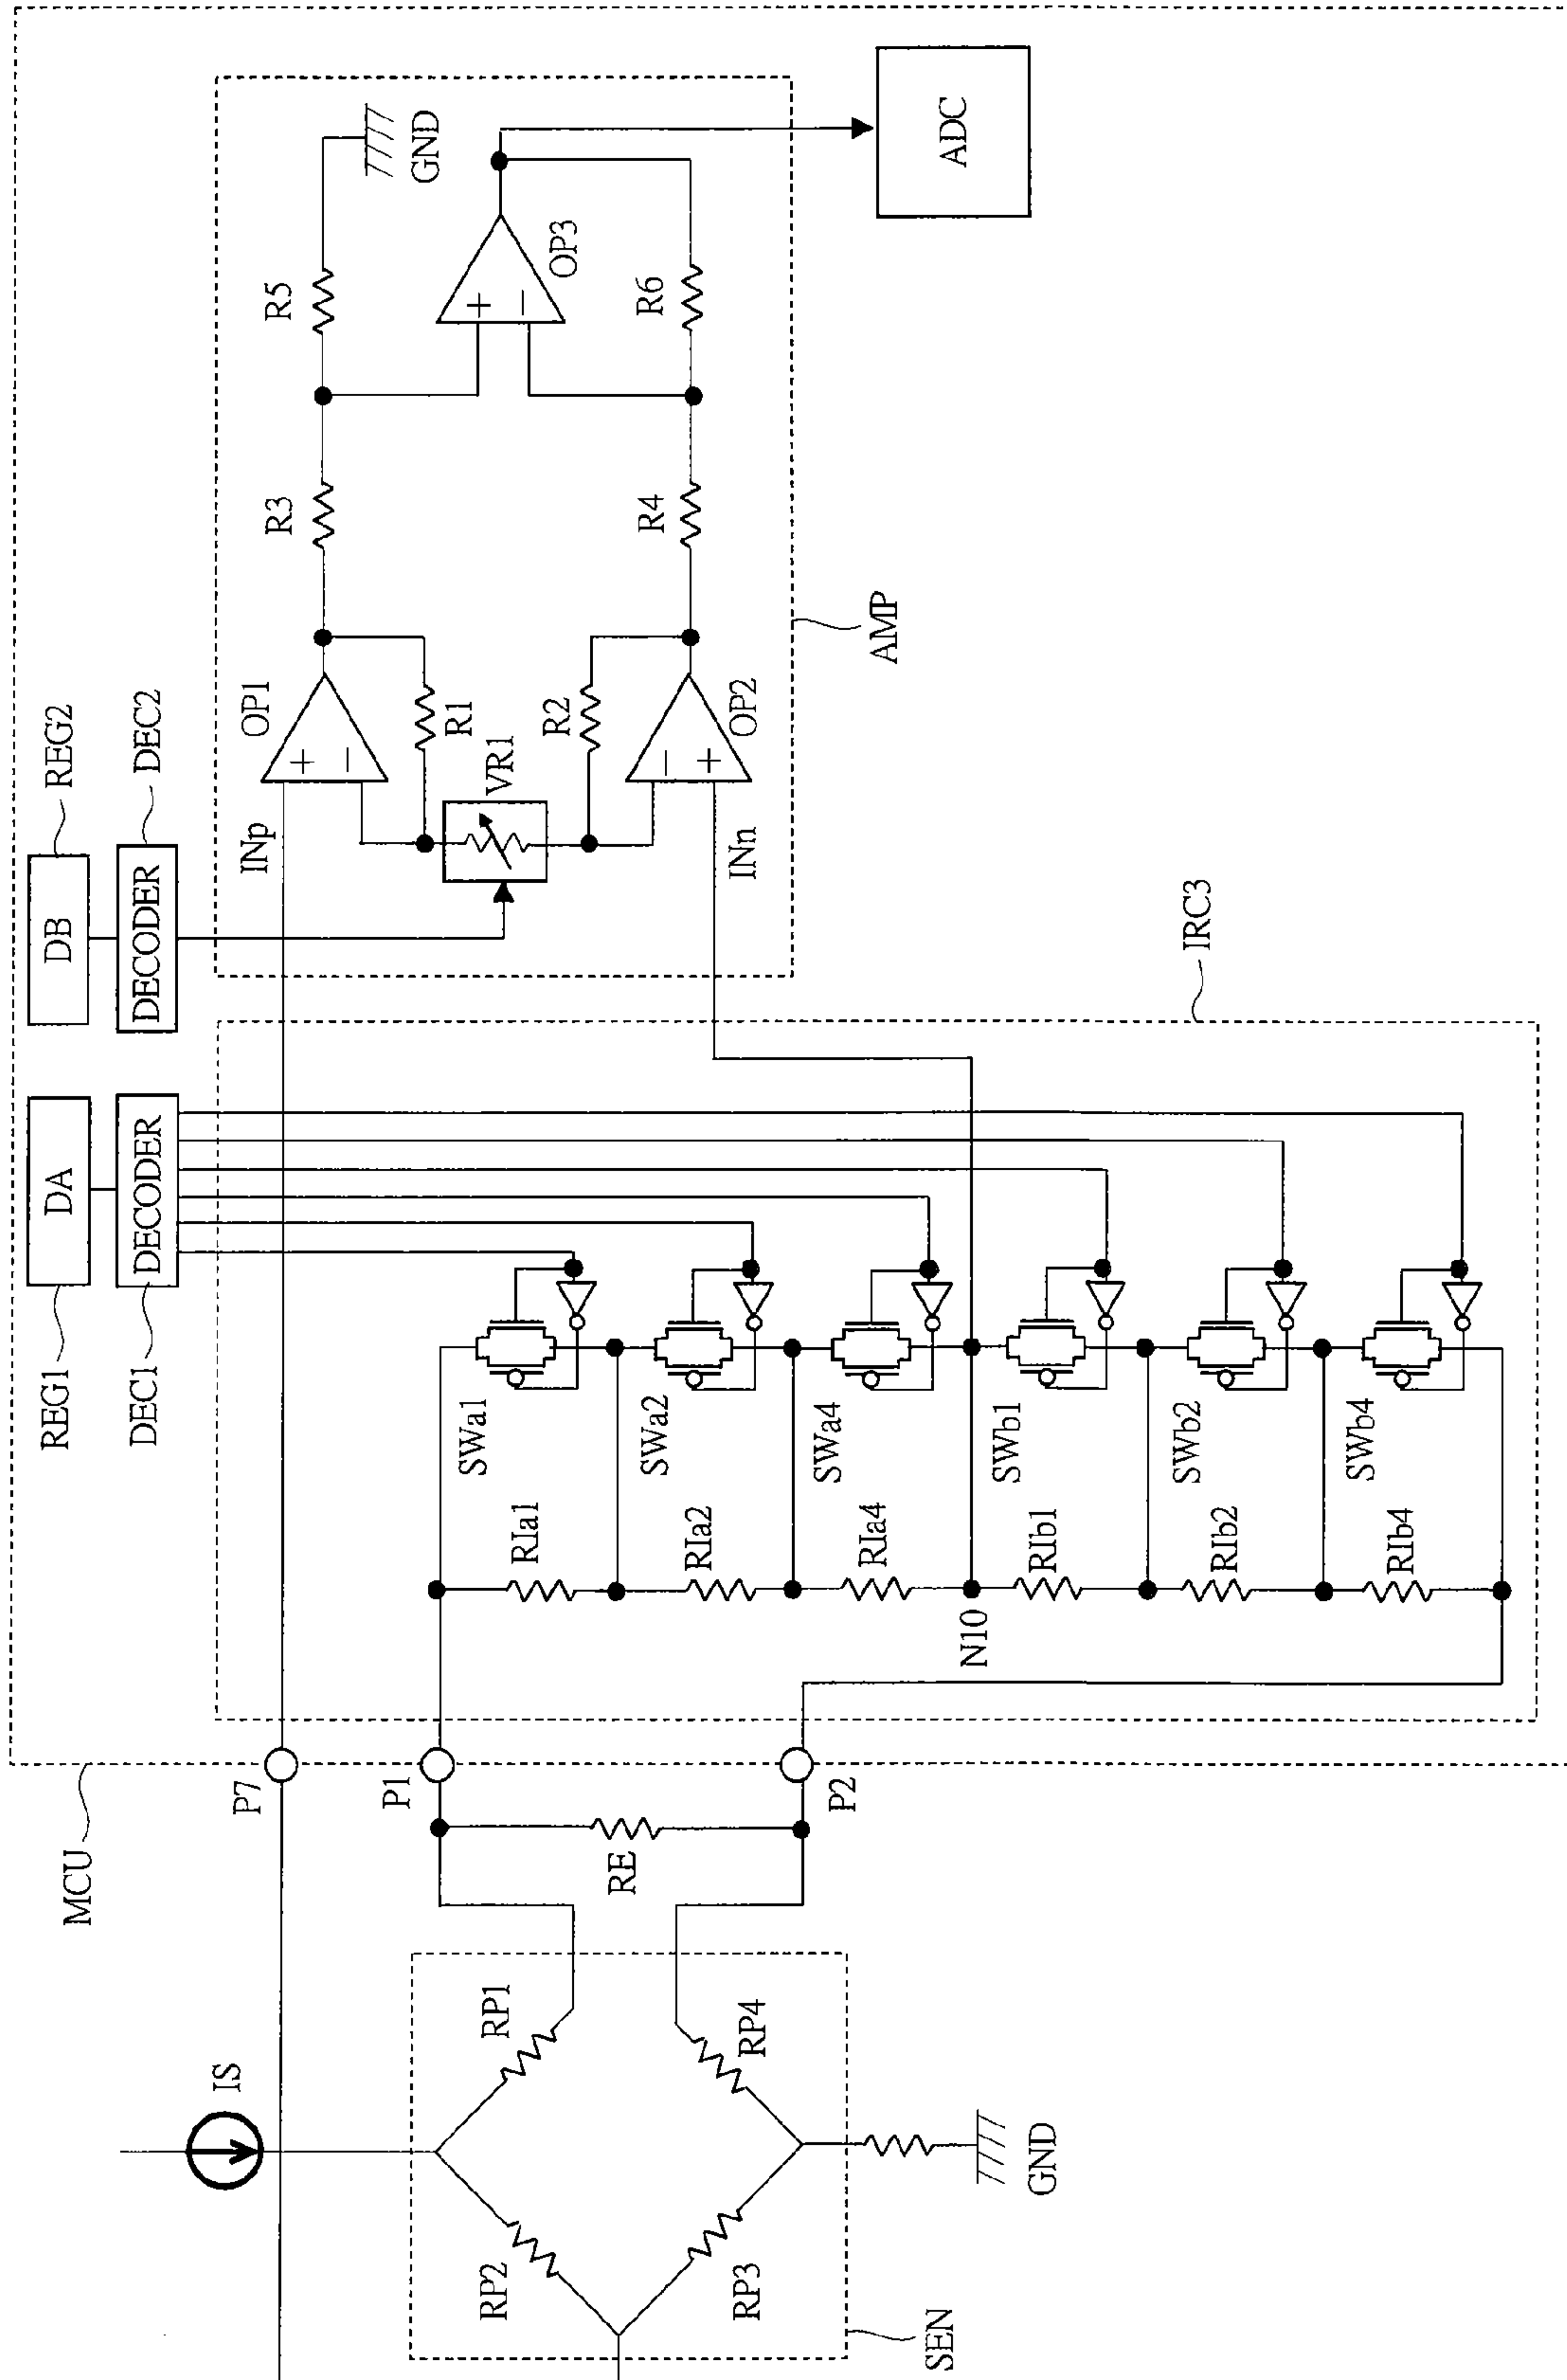 MCU
REG1
DA
DEC1
DECODER
REG2
DB
DEC2
DECODER
IS
P7
INp
OP1
+
−
R1
R3
R5
GND
VR1
R2
OP2
−
+
INn
R4
R6
OP3
+
−
AMP
ADC
SEN
RP1
RP2
RP3
RP4
GND
RE
P1
P2
IRC3
RIa1
RIa2
RIa4
N10
RIb1
RIb2
RIb4
SWa1
SWa2
SWa4
SWb1
SWb2
SWb4